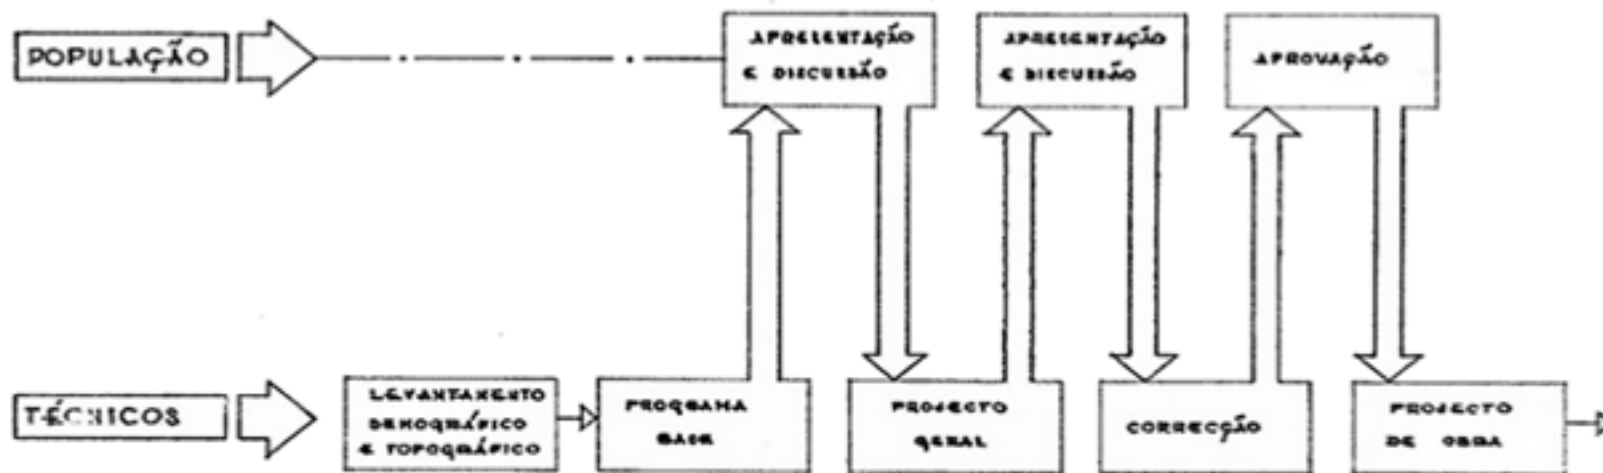 POPULAÇÃO
APRESENTAÇÃO
E DISCUSSÃO
APRESENTAÇÃO
E DISCUSSÃO
APROVAÇÃO
TÉCNICOS
LEVANTAMENTO
DEMOGRÁFICO
E TOPOGRÁFICO
PROGRAMA
BASE
PROJECTO
GERAL
CORRECÇÃO
PROJECTO
DE OBRA